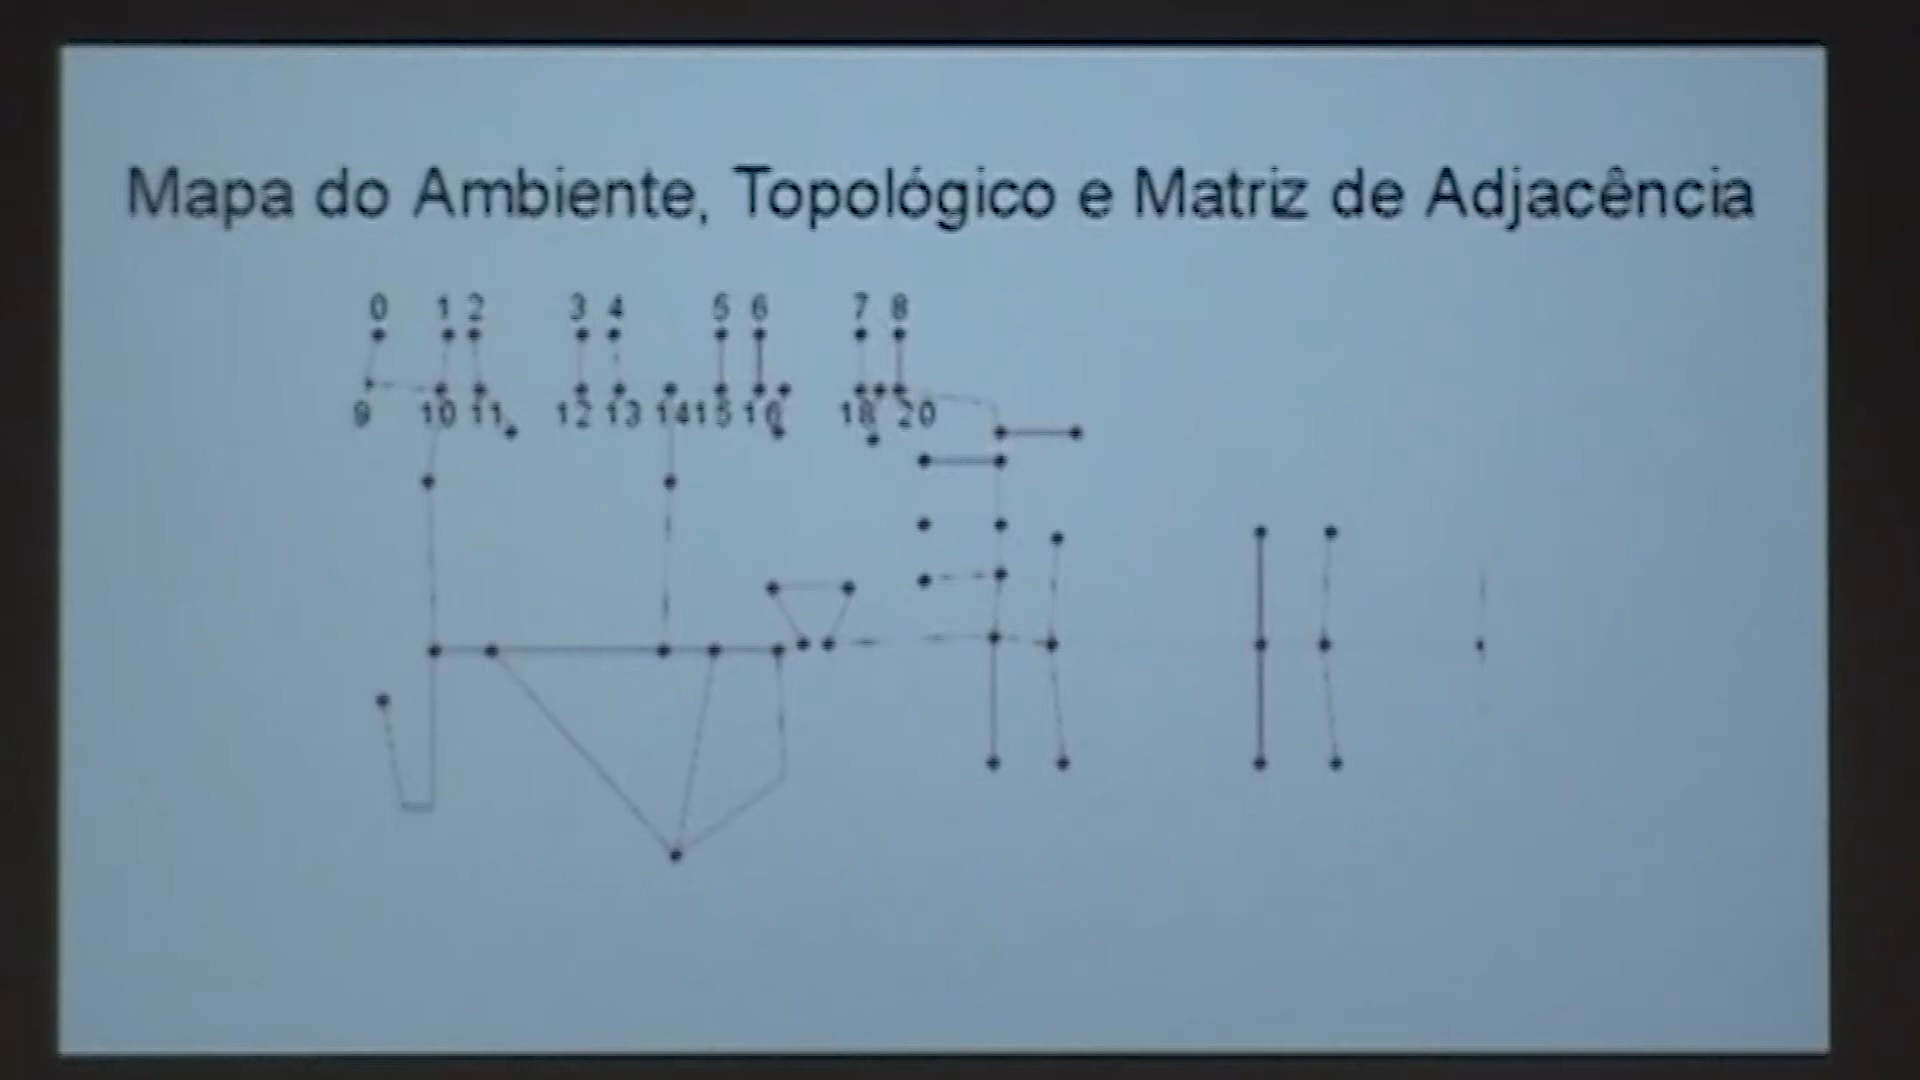 Mapa do Ambiente, Topológico e Matriz de Adjacência
0 1 2 3 4 5 6 7 8
9 10 11 12 13 14 15 16 18 20